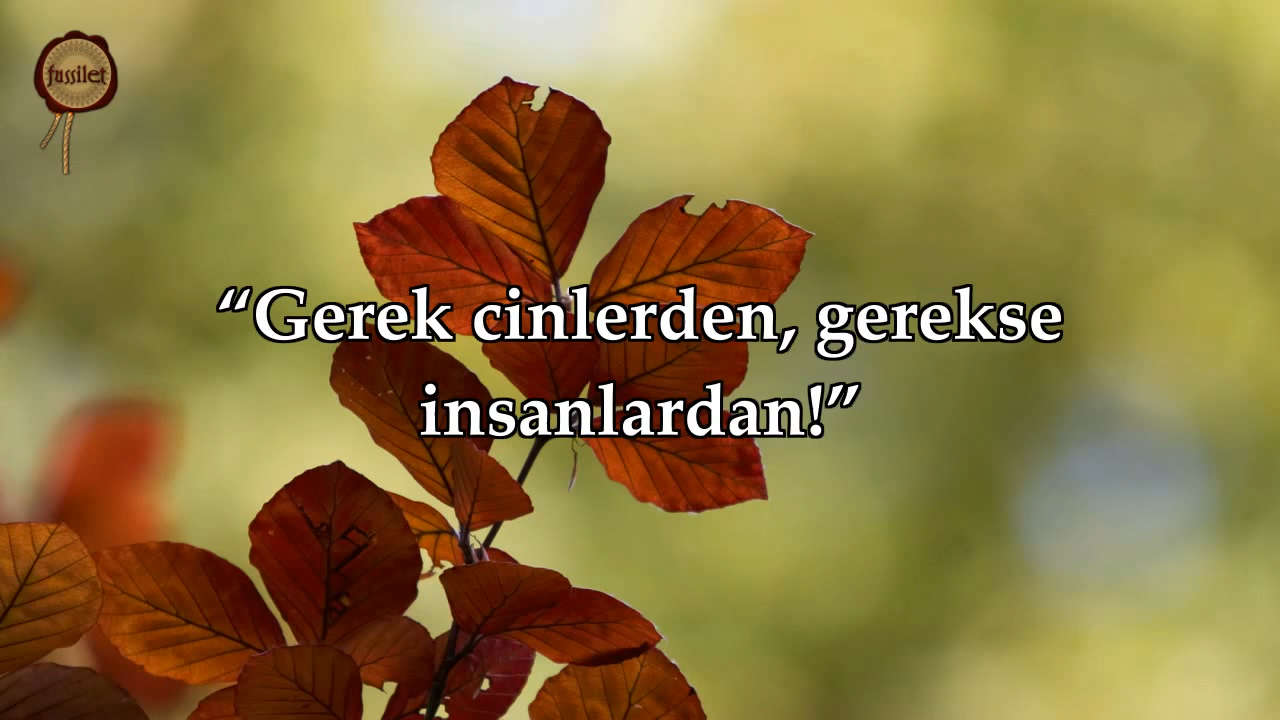 fussilet
“Gerek cinlerden, gerekse
insanlardan!”